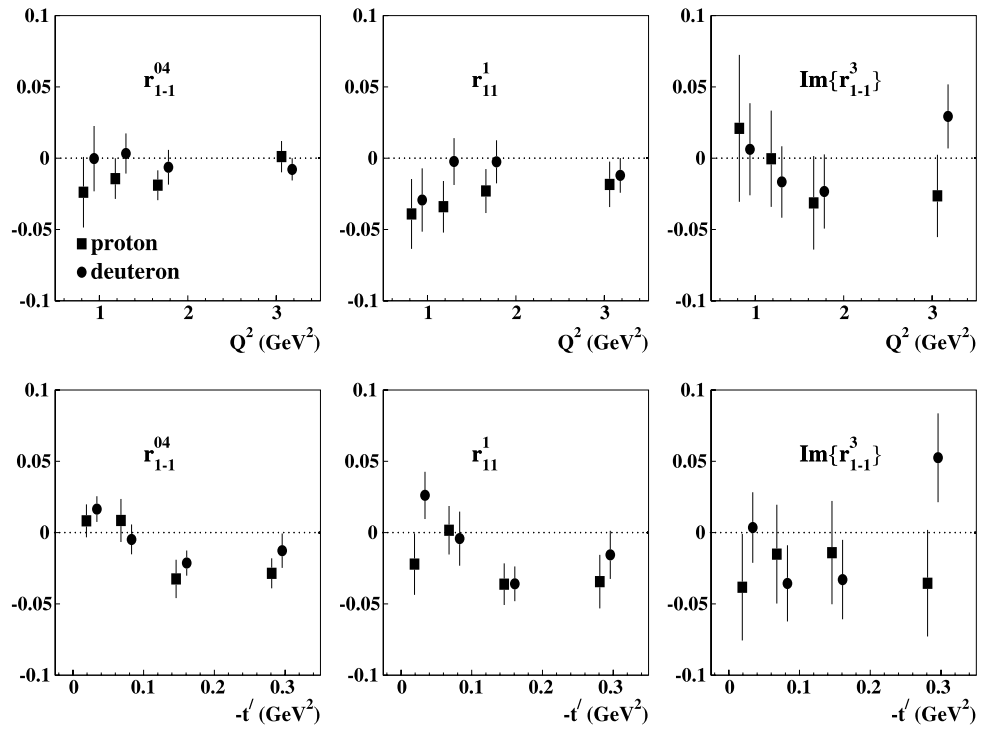 0.1
0.05
0
-0.05
-0.1
r^{04}_{1-1}
proton
deuteron
1 2 3
Q^2 (GeV^2)
0.1
0.05
0
-0.05
-0.1
r^1_{11}
1 2 3
Q^2 (GeV^2)
0.1
0.05
0
-0.05
-0.1
Im{r^3_{1-1}}
1 2 3
Q^2 (GeV^2)
0.1
0.05
0
-0.05
-0.1
r^{04}_{1-1}
0 0.1 0.2 0.3
-t^/ (GeV^2)
0.1
0.05
0
-0.05
-0.1
r^1_{11}
0 0.1 0.2 0.3
-t^/ (GeV^2)
0.1
0.05
0
-0.05
-0.1
Im{r^3_{1-1}}
0 0.1 0.2 0.3
-t^/ (GeV^2)